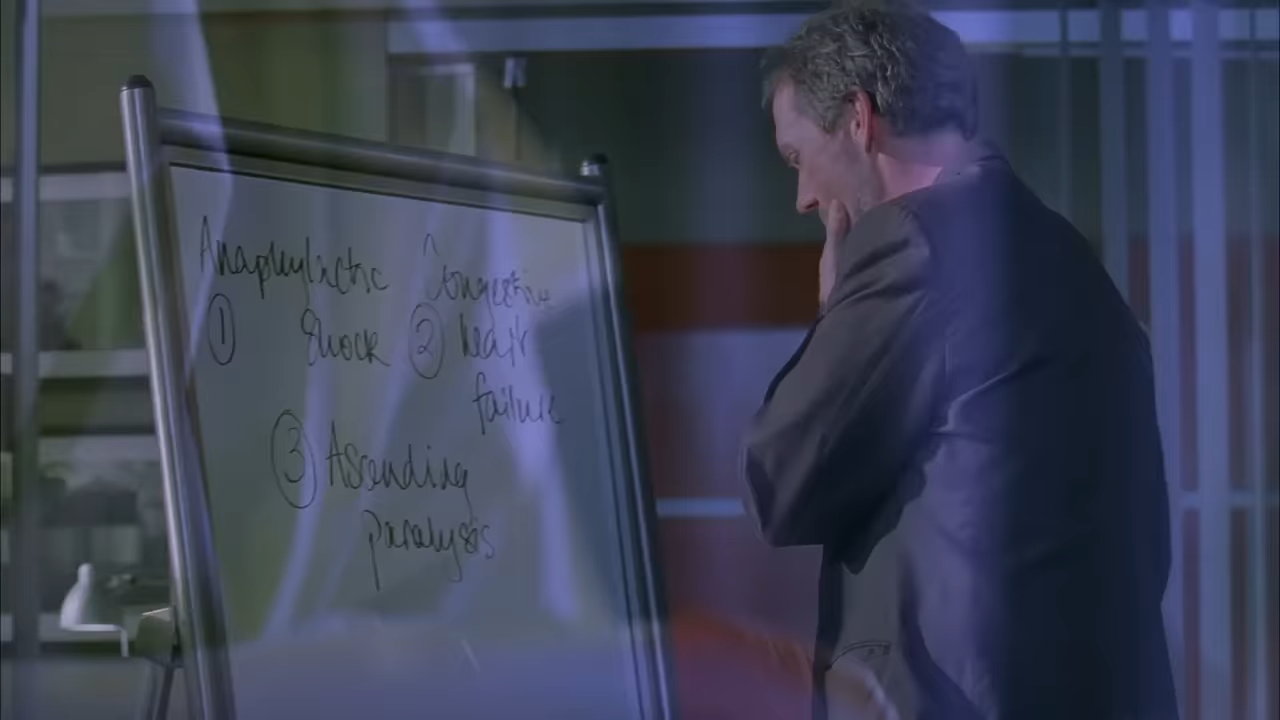 Anaphylactic
① Shock
Congestive
② heart
failure
③ Ascending
paralysis